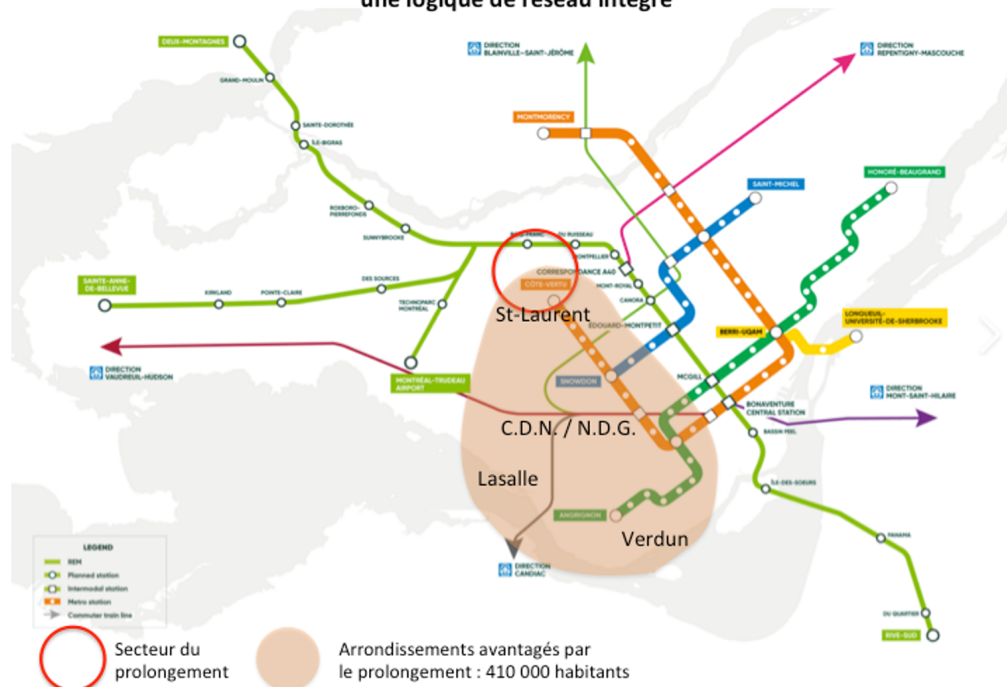 une logique de réseau intégré
DEUX-MONTAGNES
GRAND-MOULIN
SAINTE-DOROTHÉE
ÎLE-BIGRAS
ROXBORO-
PIERREFONDS
SUNNYBROOKE
DIRECTION
BLAINVILLE–SAINT-JÉRÔME
DIRECTION
REPENTIGNY-MASCOUCHE
MONTMORENCY
SAINT-MICHEL
HONORÉ-BEAUGRAND
BOIS-FRANC
DU RUISSEAU
MONTPELLIER
CORRESPONDANCE A40
MONT-ROYAL
CANORA
CÔTE-VERTU
St-Laurent
ÉDOUARD-MONTPETIT
SAINTE-ANNE-
DE-BELLEVUE
KIRKLAND
POINTE-CLAIRE
DES SOURCES
TECHNOPARC
MONTRÉAL
LONGUEUIL–
UNIVERSITÉ-DE-SHERBROOKE
BERRI-UQAM
DIRECTION
VAUDREUIL-HUDSON
MONTRÉAL-TRUDEAU
AIRPORT
SNOWDON
MCGILL
DIRECTION
MONT-SAINT-HILAIRE
BONAVENTURE
CENTRAL STATION
C.D.N. / N.D.G.
BASSIN PEEL
Lasalle
ÎLE-DES-SOEURS
ANGRIGNON
Verdun
PANAMA
DIRECTION
CANDIAC
DU QUARTIER
RIVE-SUD
LEGEND
REM
Planned station
Intermodal station
Metro station
Commuter train line
Secteur du
prolongement
Arrondissements avantagés par
le prolongement : 410 000 habitants